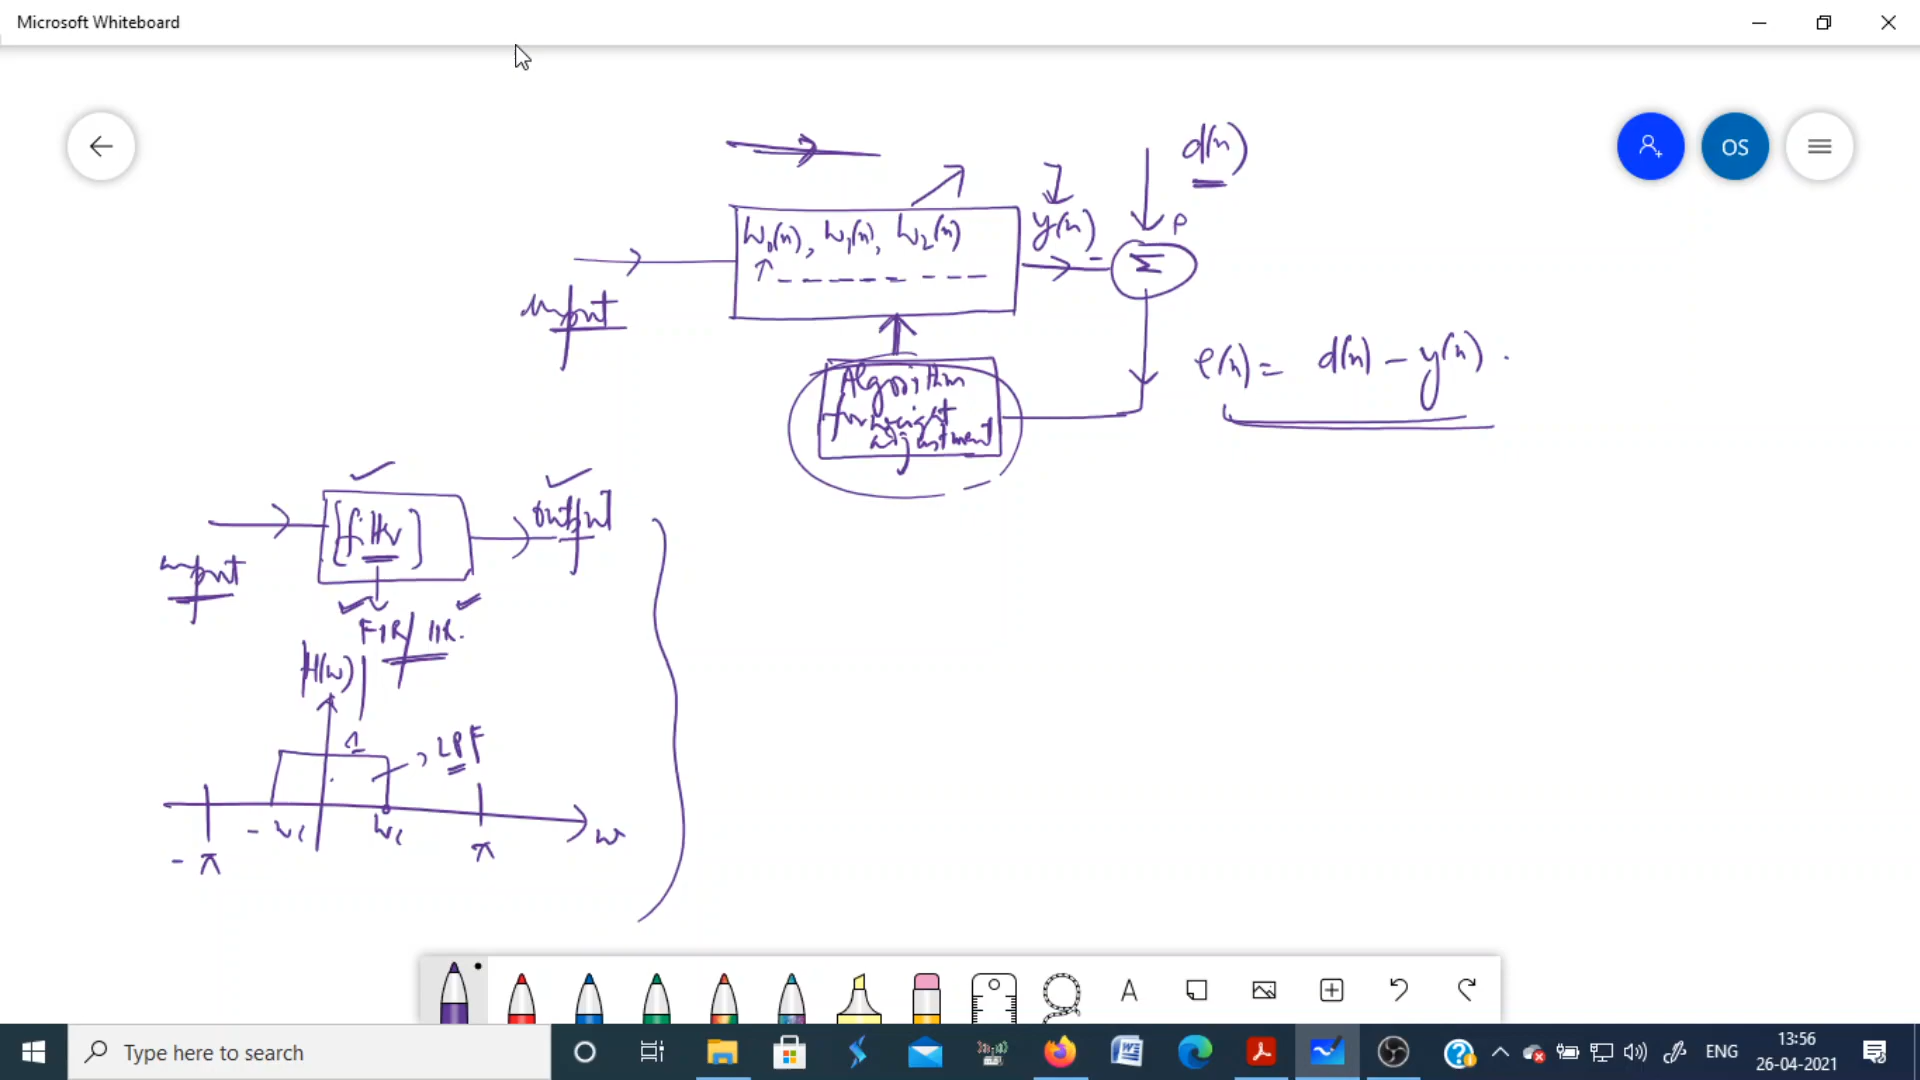 Microsoft Whiteboard
OS
d(n)
w₀(n), w₁(n), w₂(n)
y(n)
-
Σ
input
Algorithm
for weight
adjustment
e(n) = d(n) - y(n).
[filter]
output
input
FIR/IIR.
|H(w)|
1
LPF
-π
-wc
wc
π
w
A
Type here to search
ENG
13:56
26-04-2021